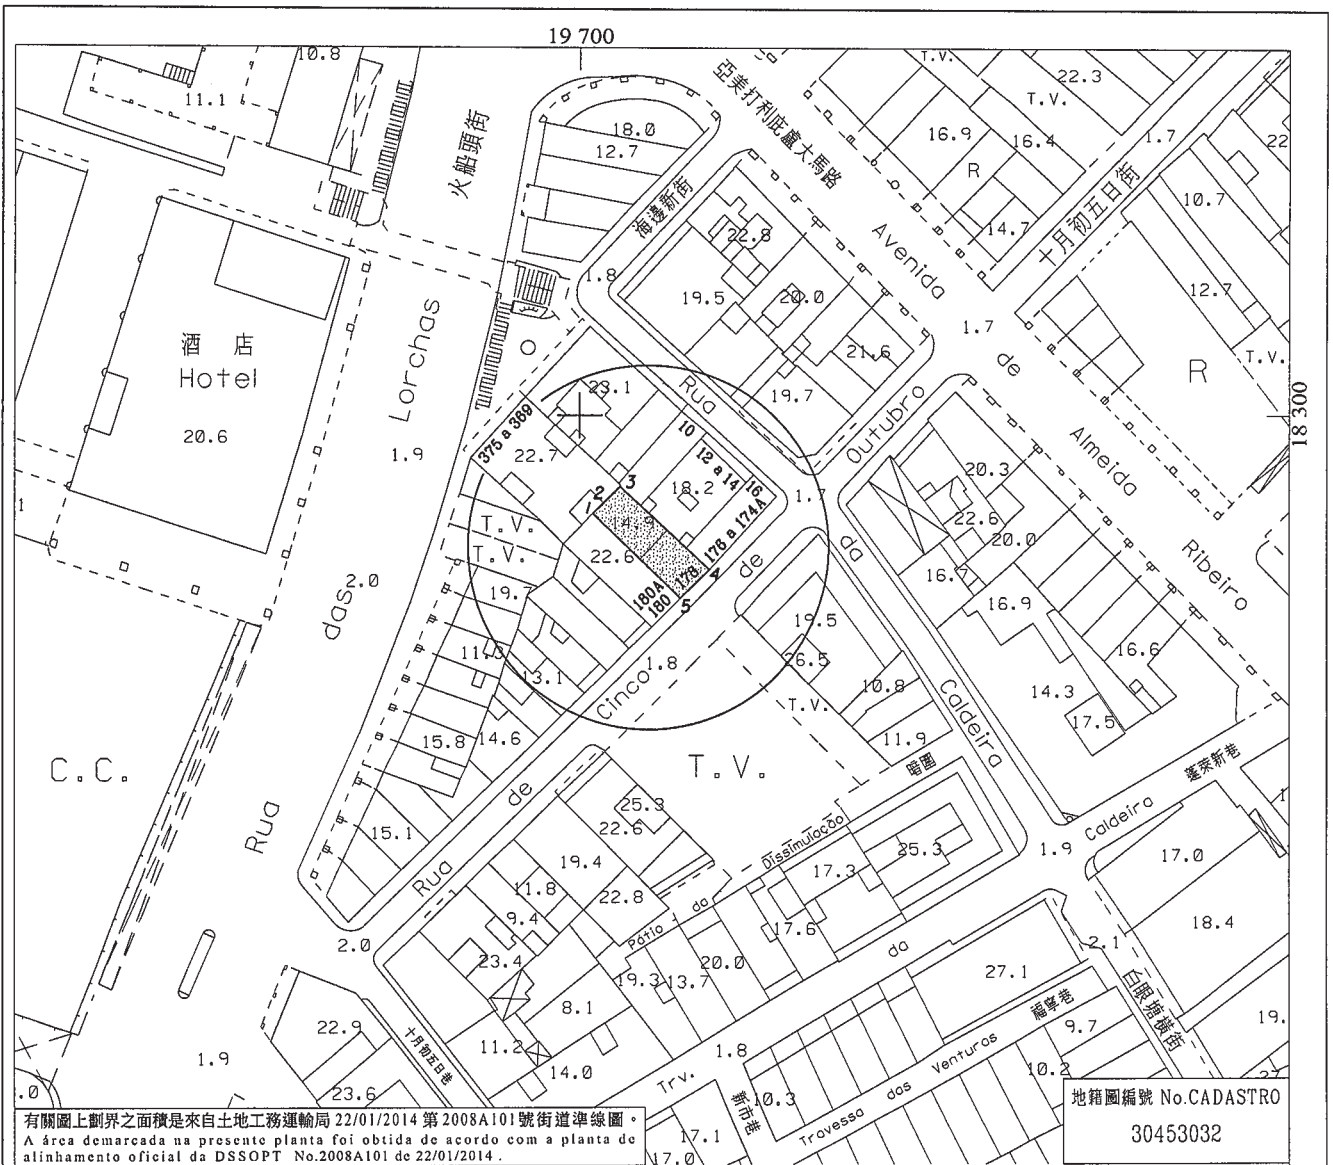 19 700
10.8
11.1
火船頭街
18.0
12.7
亞美打利庇盧大馬路
T.V.
22.3
T.V.
16.9
16.4
R
14.7
1.7
22
十月初五日街
10.7
12.7
T.V.
R
海邊新街
22.8
1.8
19.5
20.0
21.6
19.7
Avenida de Almeida Ribeiro
1.7
18 300
酒店
Hotel
20.6
Rua das Lorchas
1.9
2.0
23.1
375 a 369
22.7
Rua
10
12 a 14
16
18.2
176 a 174A
1.7
1
2
3
4
5
22.6
178
180A
180
T.V.
T.V.
19.7
11.3
13.1
15.8
14.6
15.1
Rua de Cinco de Outubro
1.8
da Caldeira
20.3
22.6
20.0
16.7
16.9
16.6
14.3
17.5
19.5
26.5
T.V.
10.8
11.9
C.C.
T.V.
暗圍
蓬萊新巷
25.3
22.6
19.4
11.8
22.8
9.4
23.4
8.1
11.2
14.0
2.0
Pátio da Dissimulação
17.3
25.3
17.6
20.0
19.3
13.7
Trv. da Caldeira
1.9
17.0
18.4
2.1
27.1
白眼塘橫街
福寧巷
9.7
10.2
19.
Travessa das Venturas
1.8
10.3
新市巷
17.1
17.0
22.9
23.6
十月初五日巷
1.9
有關圖上劃界之面積是來自土地工務運輸局 22/01/2014 第 2008A101 號街道準線圖。
A área demarcada na presente planta foi obtida de acordo com a planta de
alinhamento oficial da DSSOPT No.2008A101 de 22/01/2014 .
地籍圖編號 No.CADASTRO
30453032